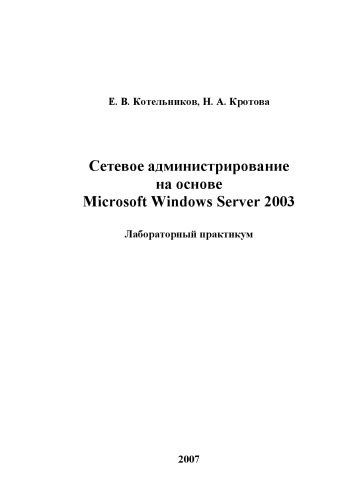 Е. В. Котельников, Н. А. Кротова
Сетевое администрирование
на основе
Microsoft Windows Server 2003
Лабораторный практикум
2007